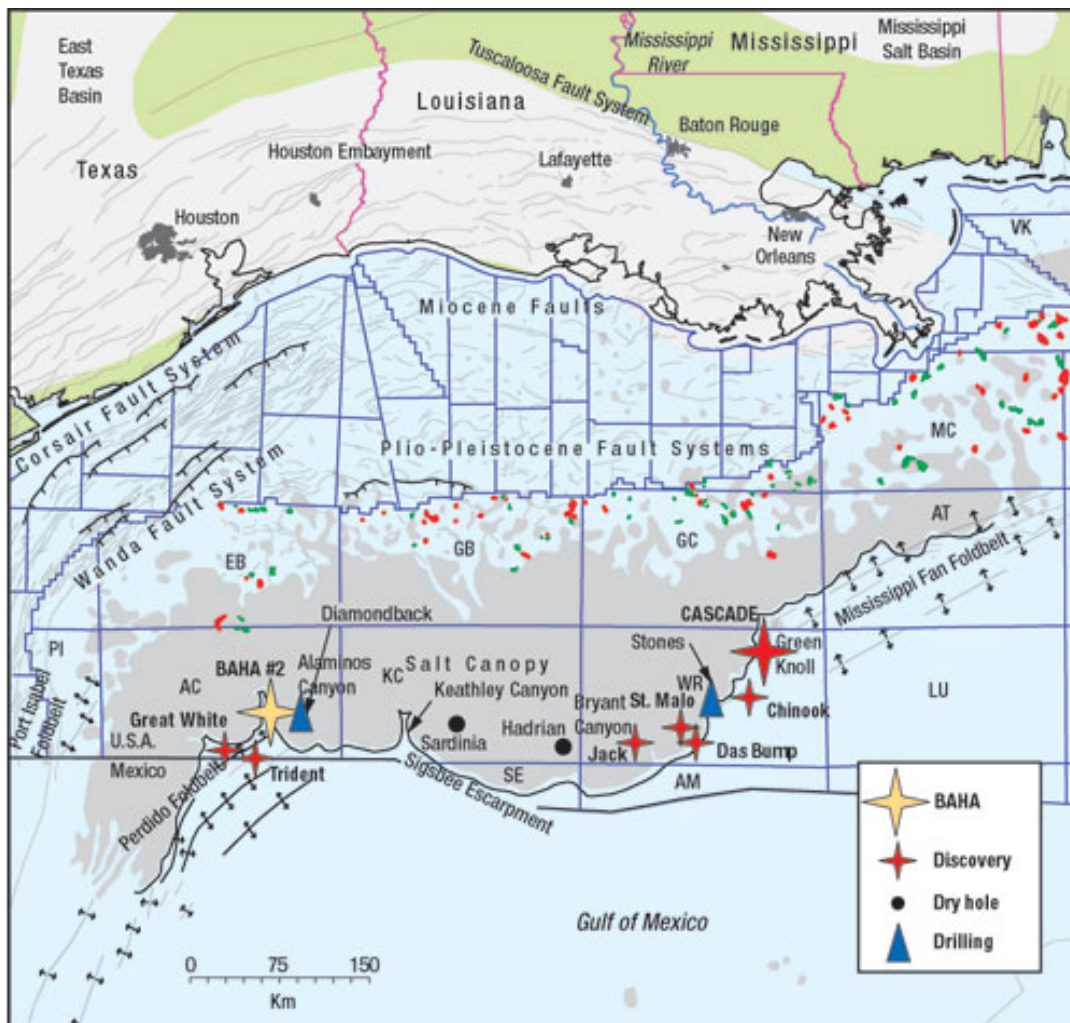 East
Texas
Basin
Mississippi
River
Mississippi
Mississippi
Salt Basin
Tuscaloosa Fault System
Louisiana
Baton Rouge
Houston Embayment
Lafayette
Texas
Houston
New
Orleans
VK
Miocene Faults
Corsair Fault System
Plio-Pleistocene Fault Systems
MC
Wanda Fault System
AT
EB
GB
GC
Mississippi Fan Foldbelt
Diamondback
CASCADE
Green
Knoll
Stones
PI
BAHA #2
Alaminos
Canyon
Salt Canopy
KC
Keathley Canyon
AC
WR
LU
Port Isabel
Foldbelt
Great White
Bryant
Canyon
St. Malo
Chinook
U.S.A.
Mexico
Sardinia
Hadrian
Jack
Das Bump
Trident
SE
AM
Perdido Foldbelt
Sigsbee Escarpment
BAHA
Discovery
Dry hole
Drilling
Gulf of Mexico
0 75 150
Km